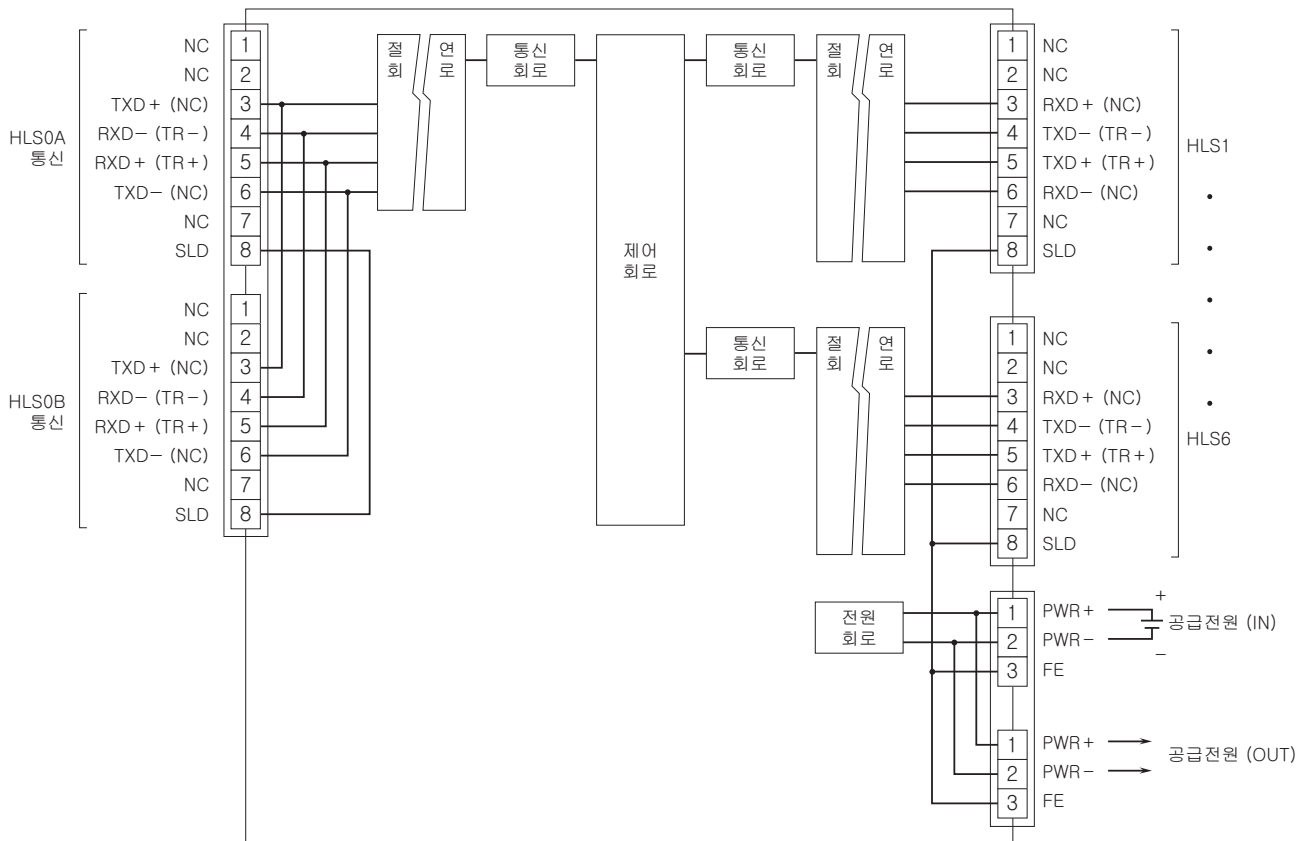 HLS0A
통신
NC 1
NC 2
TXD+ (NC) 3
RXD− (TR−) 4
RXD+ (TR+) 5
TXD− (NC) 6
NC 7
SLD 8
HLS0B
통신
NC 1
NC 2
TXD+ (NC) 3
RXD− (TR−) 4
RXD+ (TR+) 5
TXD− (NC) 6
NC 7
SLD 8
절 연
회 로
통신
회로
제어
회로
통신
회로
절 연
회 로
통신
회로
절 연
회 로
전원
회로
1 NC
2 NC
3 RXD+ (NC)
4 TXD− (TR−)
5 TXD+ (TR+)
6 RXD− (NC)
7 NC
8 SLD
HLS1
1 NC
2 NC
3 RXD+ (NC)
4 TXD− (TR−)
5 TXD+ (TR+)
6 RXD− (NC)
7 NC
8 SLD
HLS6
1 PWR+
2 PWR−
3 FE
+
−
공급전원 (IN)
1 PWR+
2 PWR−
3 FE
공급전원 (OUT)